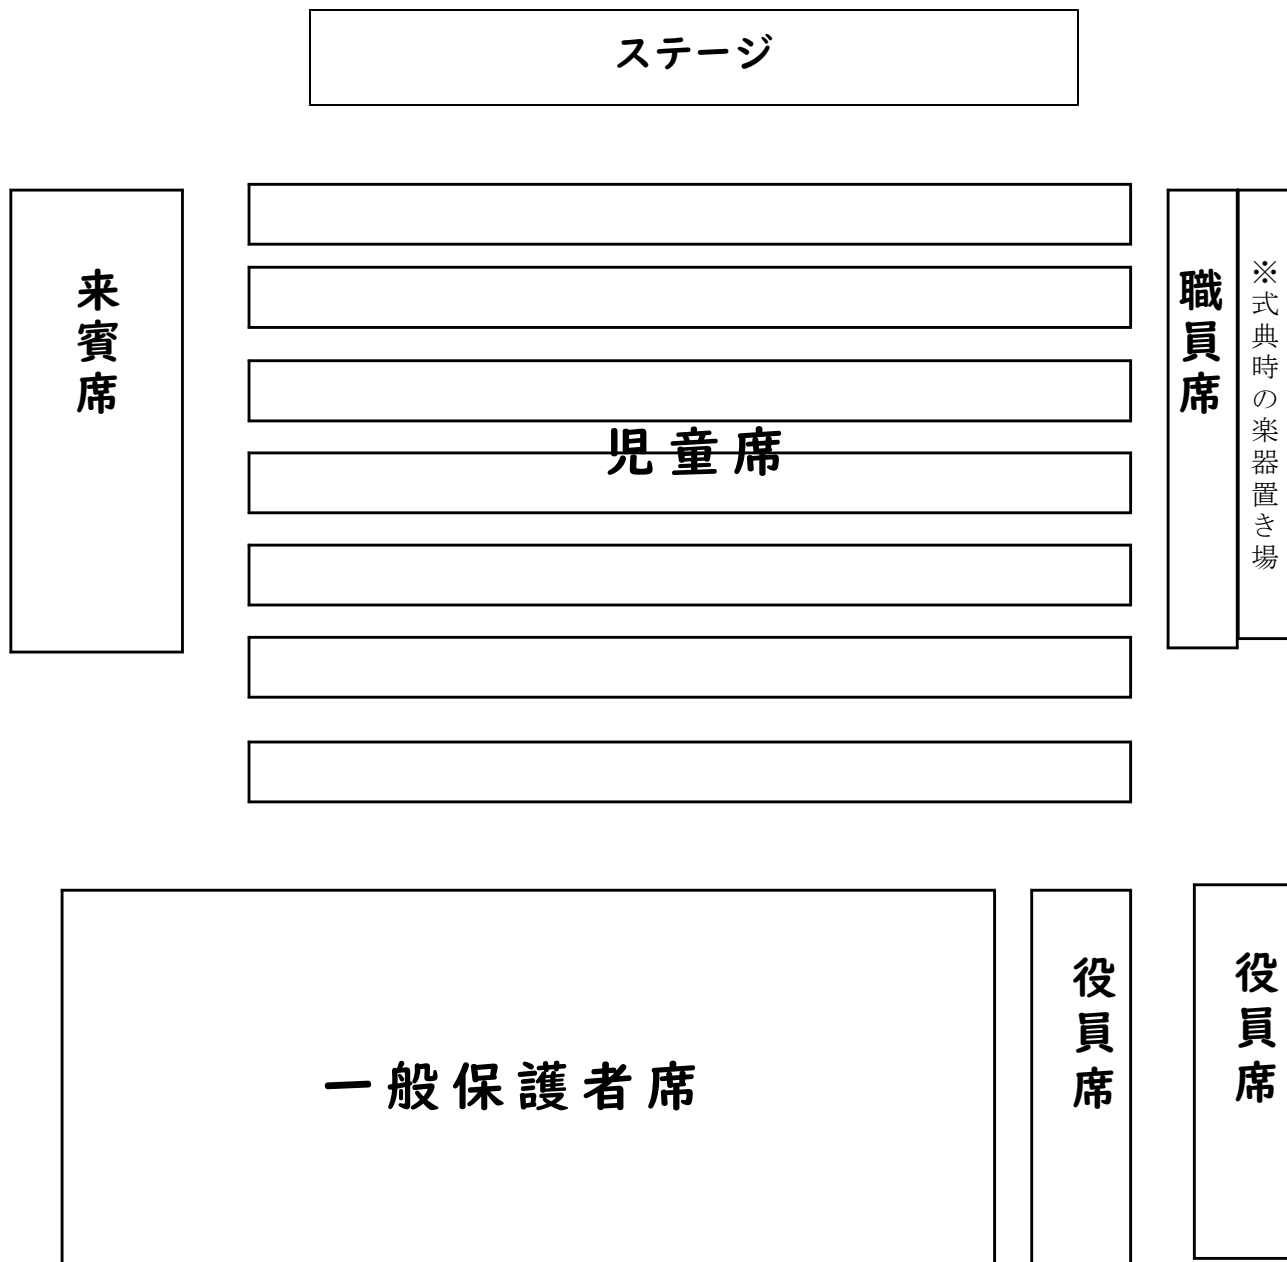 ステージ
来賓席
児童席
職員席
※式典時の楽器置き場
一般保護者席
役員席
役員席